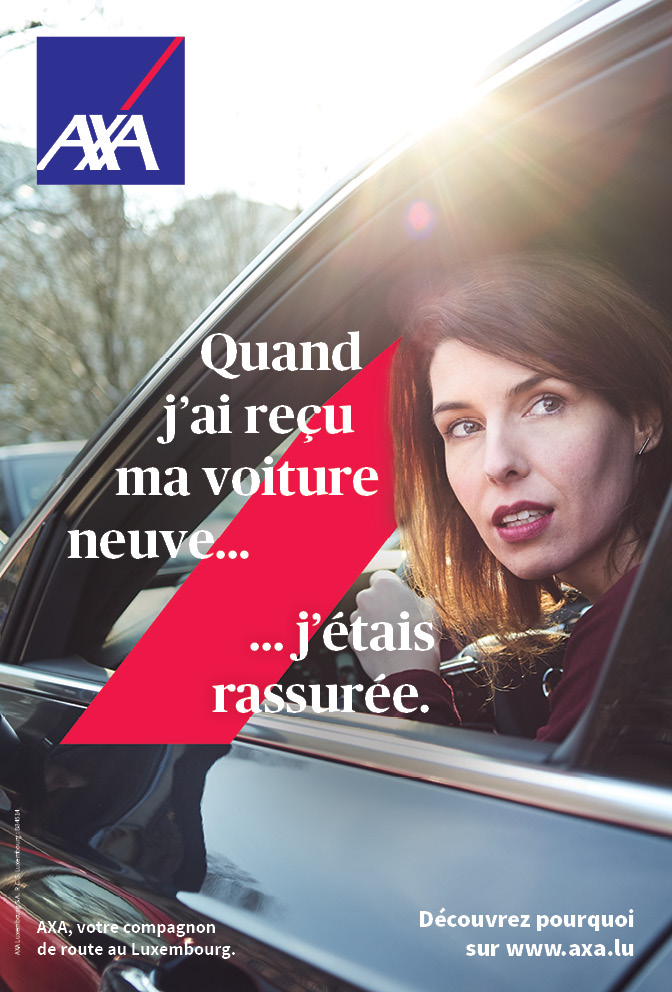 AXA
Quand
j’ai reçu
ma voiture
neuve...
... j’étais
rassurée.
AXA, votre compagnon
de route au Luxembourg.
Découvrez pourquoi
sur www.axa.lu